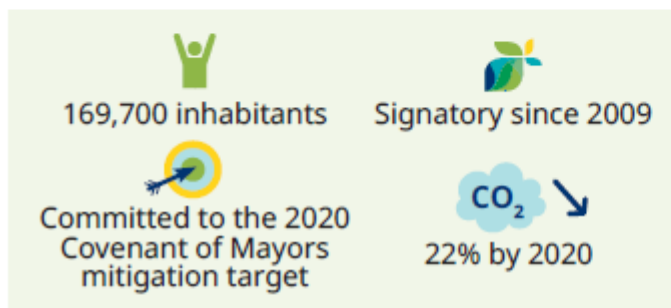 169,700 inhabitants
Signatory since 2009
Committed to the 2020
Covenant of Mayors
mitigation target
CO₂
22% by 2020